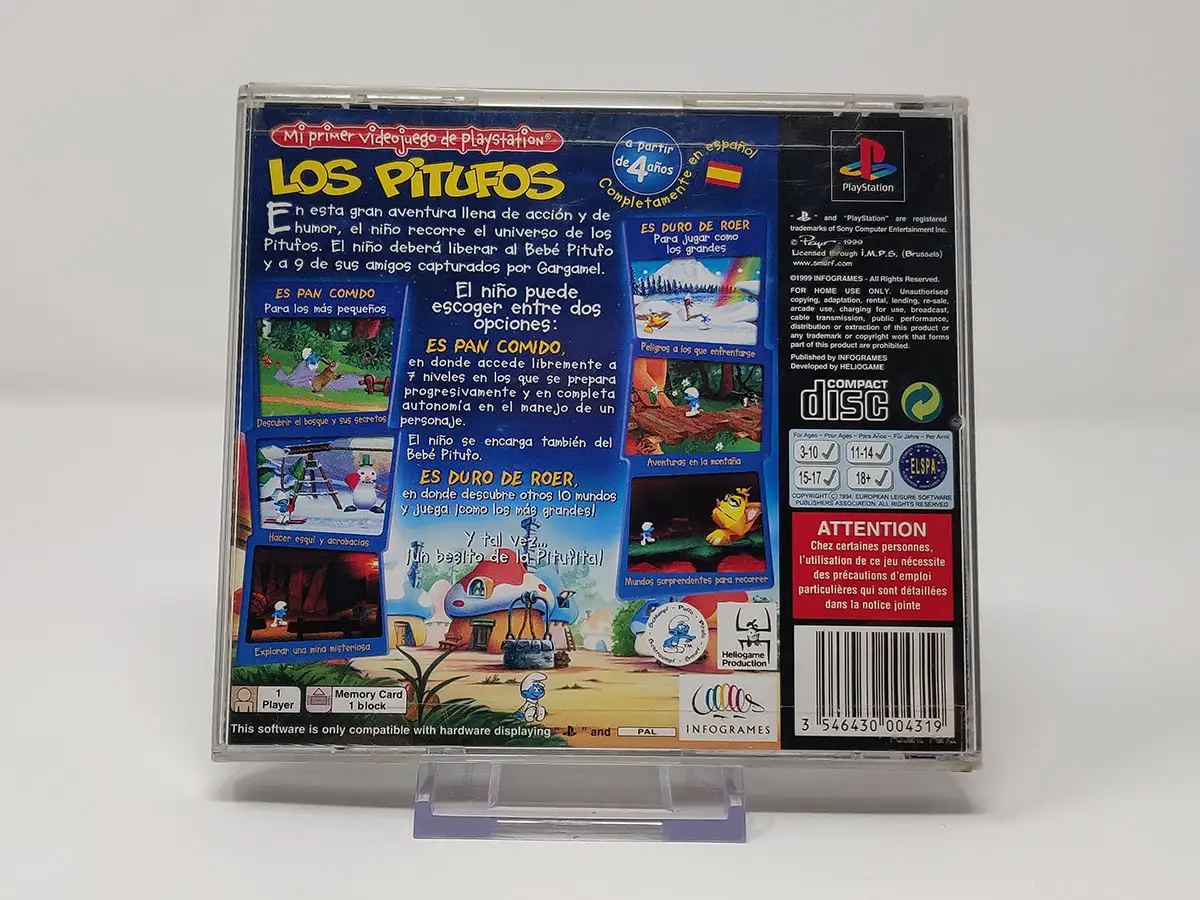 Mi primer videojuego de PlayStation®
LOS PITUFOS
a partir
de 4 años
Completamente en español
En esta gran aventura llena de acción y de
humor, el niño recorre el universo de los
Pitufos. El niño deberá liberar al Bebé Pitufo
y a 9 de sus amigos capturados por Gargamel.
ES PAN COMIDO
Para los más pequeños
Descubrir el bosque y sus secretos
Hacer esquí y acrobacias
Explorar una mina misteriosa
El niño puede
escoger entre dos
opciones:
ES PAN COMIDO,
en donde accede libremente a
7 niveles en los que se prepara
progresivamente y en completa
autonomía en el manejo de un
personaje.
El niño se encarga también del
Bebé Pitufo.
ES DURO DE ROER,
en donde descubre otros 10 mundos
y juega ¡como los más grandes!
Y tal vez...
¡un besito de la Pitufita!
ES DURO DE ROER
Para jugar como
los grandes
Peligros a los que enfrentarse
Aventuras en la montaña
Mundos sorprendentes para recorrer
Heliogame
Production
INFOGRAMES
1
Player
Memory Card
1 block
This software is only compatible with hardware displaying " " and PAL
PlayStation
" " and "PlayStation" are registered
trademarks of Sony Computer Entertainment Inc.
© Peyo - 1999
Licensed through I.M.P.S. (Brussels)
www.smurf.com
©1999 INFOGRAMES - All Rights Reserved.
FOR HOME USE ONLY. Unauthorised
copying, adaptation, rental, lending, re-sale,
arcade use, charging for use, broadcast,
cable transmission, public performance,
distribution or extraction of this product or
any trademark or copyright work that forms
part of this product are prohibited.
Published by INFOGRAMES
Developed by HELIOGAME
COMPACT
disc
For Ages - Pour Ages - Para Años - Für Jahre - Per Anni
3-10 11-14
15-17 18+
ELSPA
COPYRIGHT © 1994. EUROPEAN LEISURE SOFTWARE
PUBLISHERS ASSOCIATION. ALL RIGHTS RESERVED
ATTENTION
Chez certaines personnes,
l'utilisation de ce jeu nécessite
des précautions d'emploi
particulières qui sont détaillées
dans la notice jointe
3 546430 004319